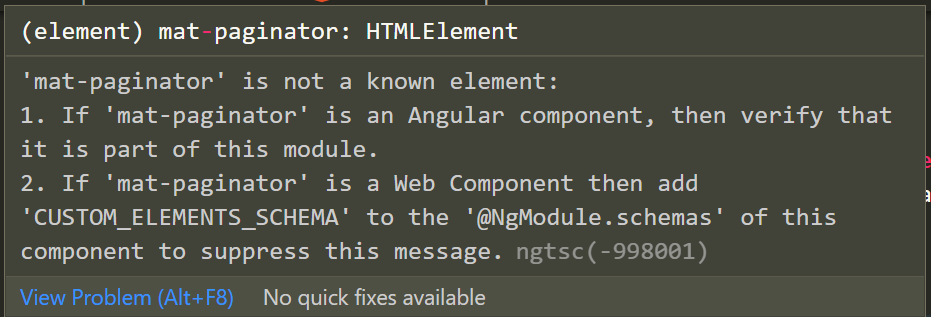 (element) mat-paginator: HTMLElement
'mat-paginator' is not a known element:
1. If 'mat-paginator' is an Angular component, then verify that
it is part of this module.
2. If 'mat-paginator' is a Web Component then add
'CUSTOM_ELEMENTS_SCHEMA' to the '@NgModule.schemas' of this
component to suppress this message. ngtsc(-998001)
View Problem (Alt+F8) No quick fixes available